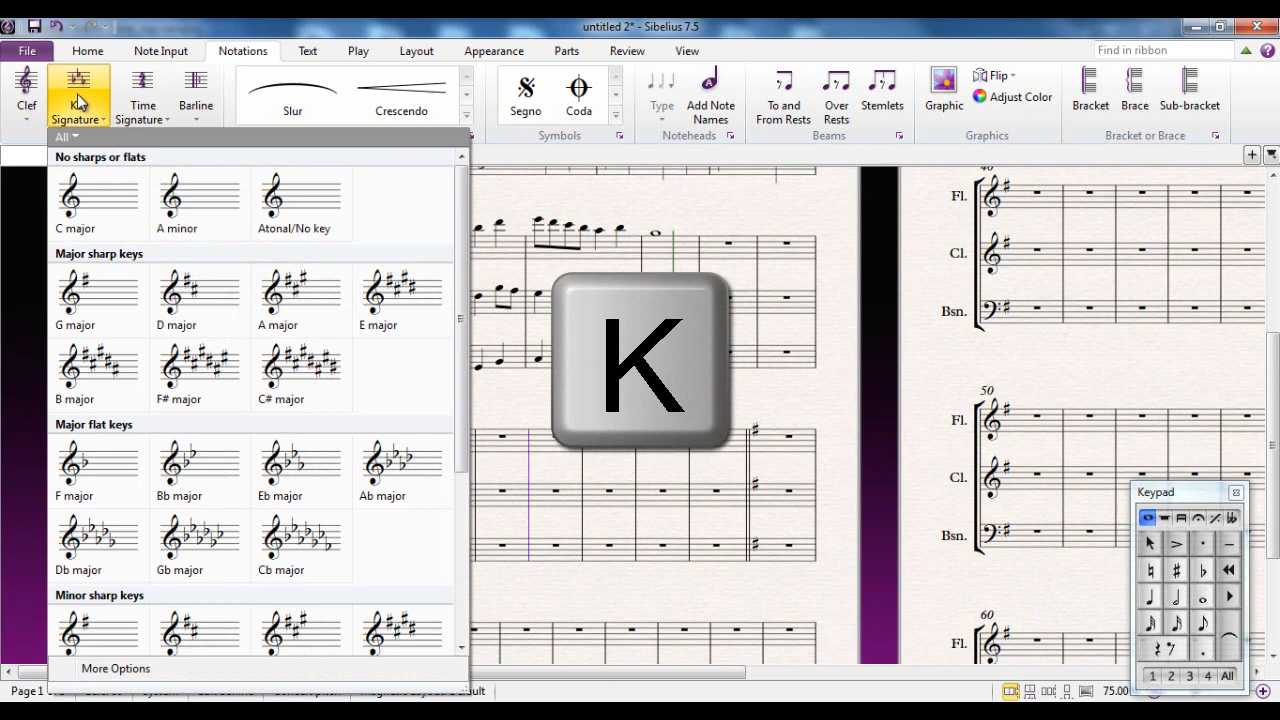 untitled 2* - Sibelius 7.5
File Home Note Input Notations Text Play Layout Appearance Parts Review View Find in ribbon
Clef
Key Signature
Time Signature
Barline
Slur
Crescendo
Segno
Coda
Symbols
Type
Add Note Names
Noteheads
To and From Rests
Over Rests
Stemlets
Beams
Graphic
Flip
Adjust Color
Graphics
Bracket
Brace
Sub-bracket
Bracket or Brace
All
No sharps or flats
C major A minor Atonal/No key
Major sharp keys
G major D major A major E major
B major F# major C# major
Major flat keys
F major Bb major Eb major Ab major
Db major Gb major Cb major
Minor sharp keys
More Options
K
40
Fl.
Cl.
Bsn.
50
Fl.
Cl.
Bsn.
60
Fl.
Keypad
1 2 3 4 All
Page 1
75.00